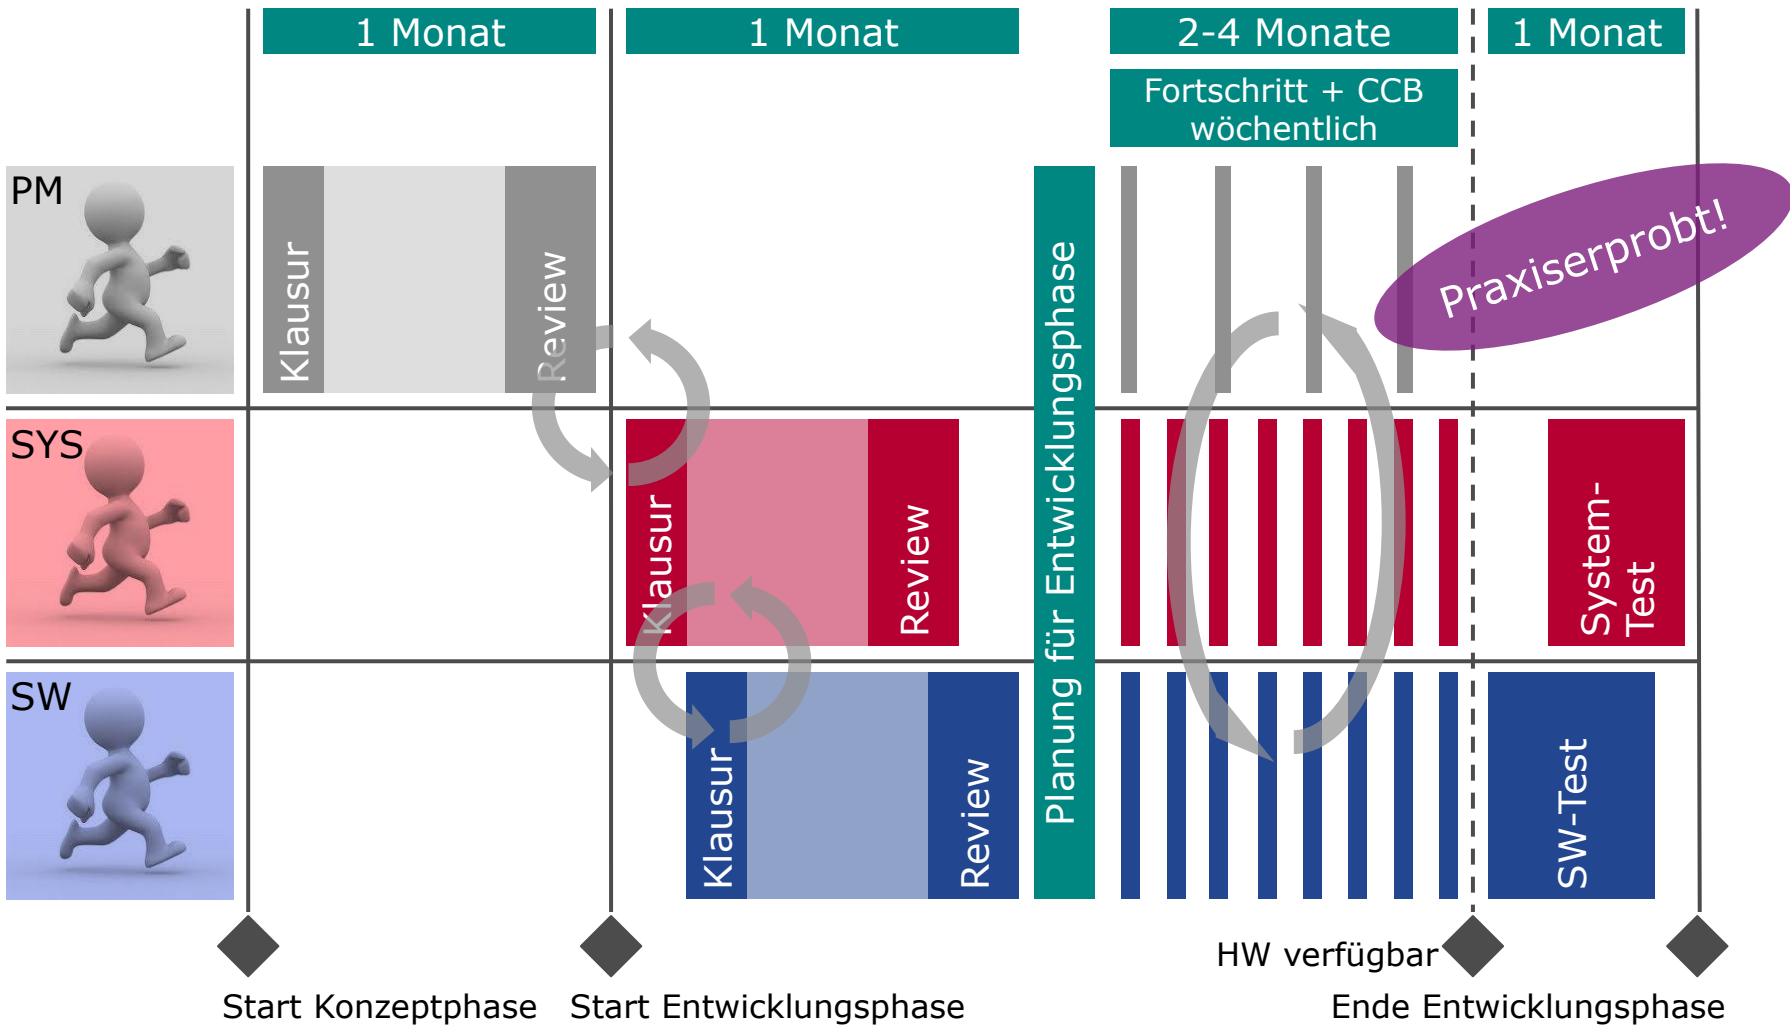 1 Monat
1 Monat
2-4 Monate
1 Monat
Fortschritt + CCB
wöchentlich
PM
Klausur
Review
Praxiserprobt!
Planung für Entwicklungsphase
SYS
Klausur
Review
System-
Test
SW
Klausur
Review
SW-Test
HW verfügbar
Start Konzeptphase
Start Entwicklungsphase
Ende Entwicklungsphase